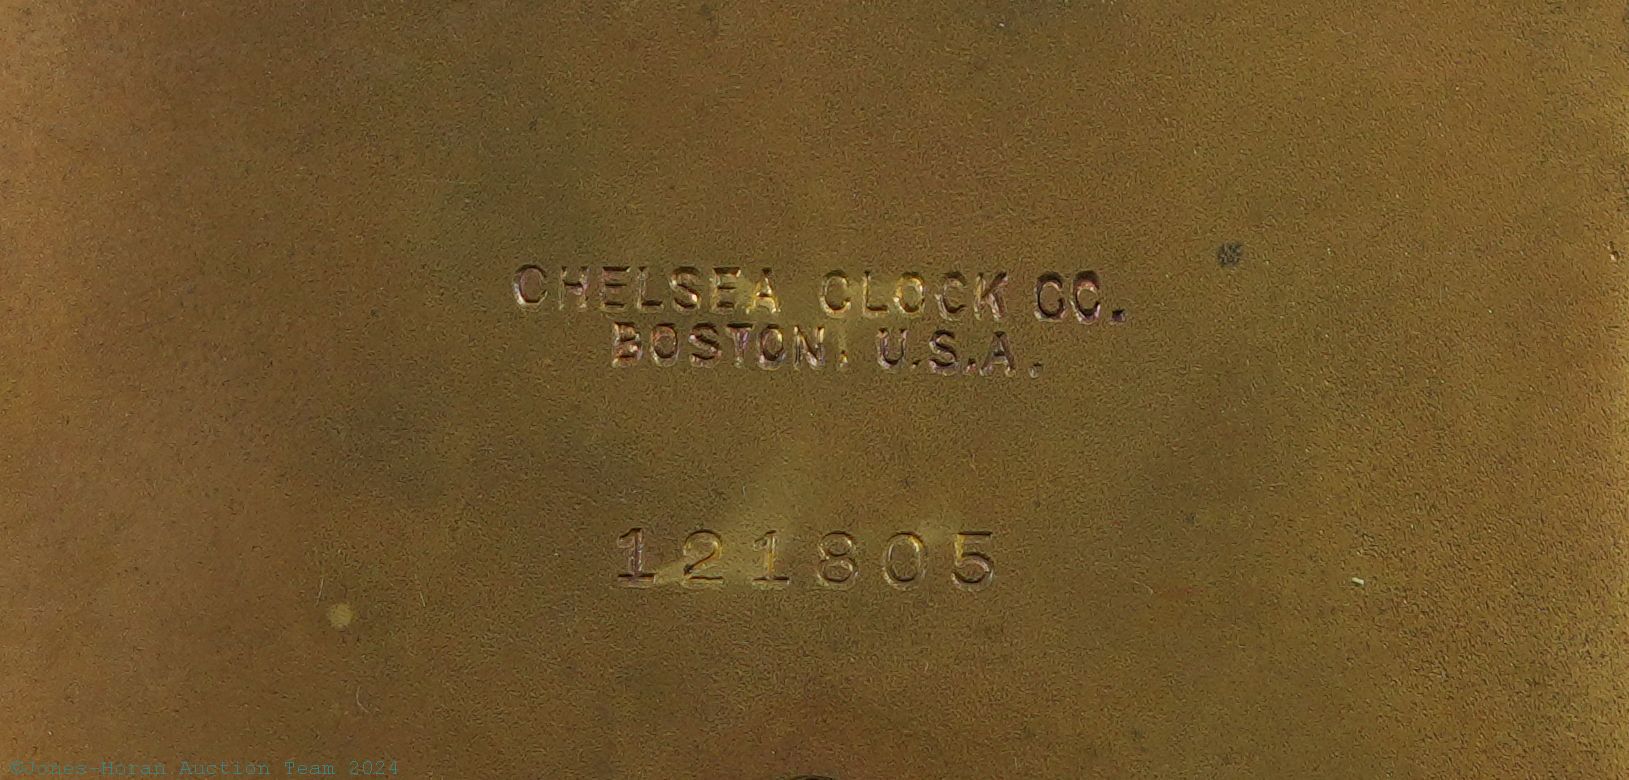 CHELSEA CLOCK CO.
BOSTON, U.S.A.
121805
©Jones-Horan Auction Team 2024